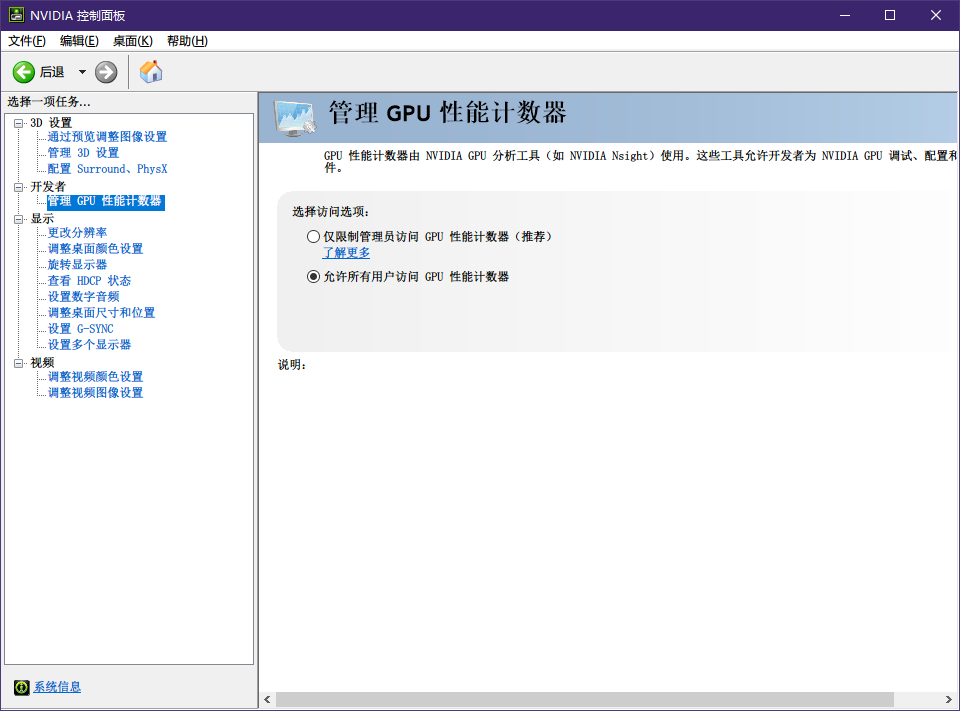 NVIDIA 控制面板
文件(F) 编辑(E) 桌面(K) 帮助(H)
后退
选择一项任务...
3D 设置
通过预览调整图像设置
管理 3D 设置
配置 Surround、PhysX
开发者
管理 GPU 性能计数器
显示
更改分辨率
调整桌面颜色设置
旋转显示器
查看 HDCP 状态
设置数字音频
调整桌面尺寸和位置
设置 G-SYNC
设置多个显示器
视频
调整视频颜色设置
调整视频图像设置
系统信息
管理 GPU 性能计数器
GPU 性能计数器由 NVIDIA GPU 分析工具（如 NVIDIA Nsight）使用。这些工具允许开发者为 NVIDIA GPU 调试、配置和
件。
选择访问选项:
仅限制管理员访问 GPU 性能计数器（推荐）
了解更多
允许所有用户访问 GPU 性能计数器
说明: